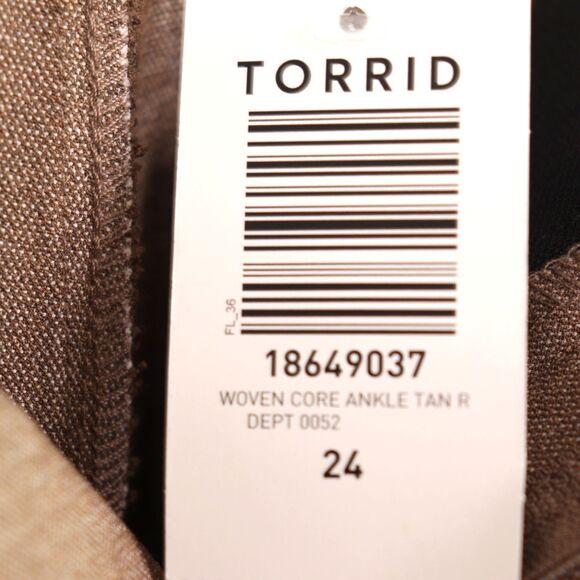 TORRID
FL_36
18649037
WOVEN CORE ANKLE TAN R
DEPT 0052
24